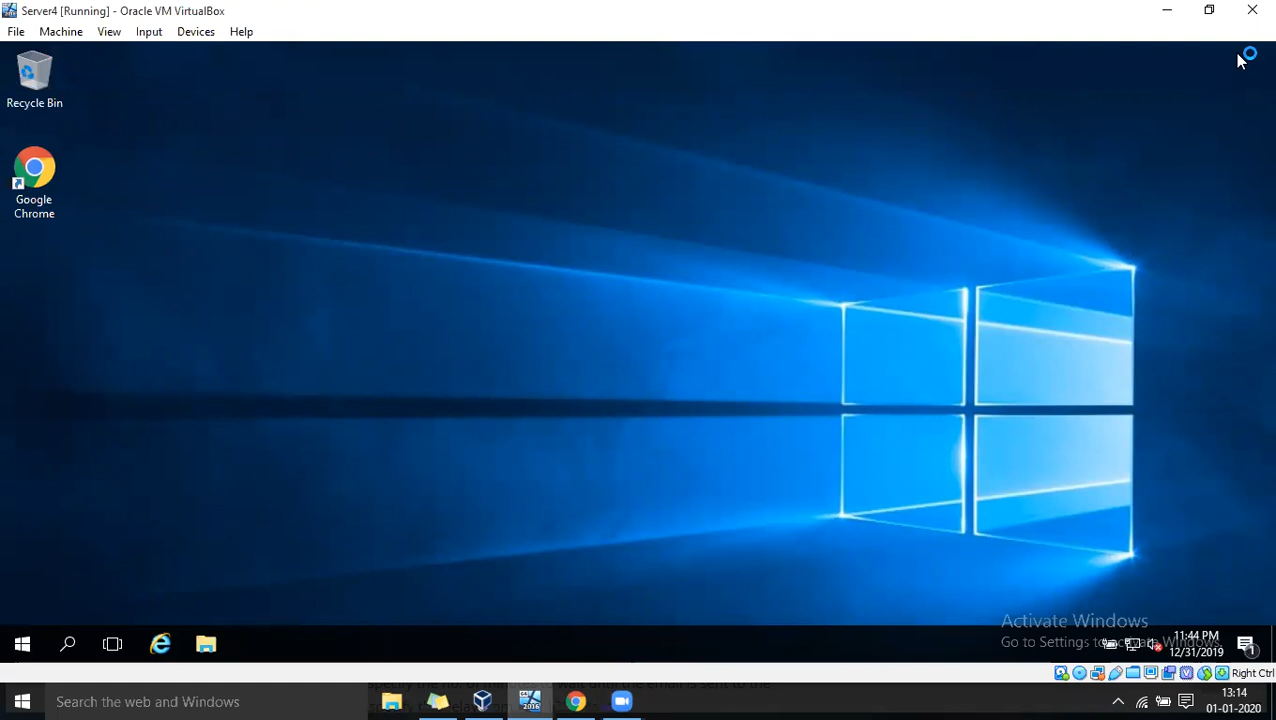 Server4 [Running] - Oracle VM VirtualBox
File Machine View Input Devices Help
Recycle Bin
Google
Chrome
Activate Windows
Go to Settings to activate Windows.
11:44 PM
12/31/2019
1
Right Ctrl
Search the web and Windows
2016
13:14
01-01-2020